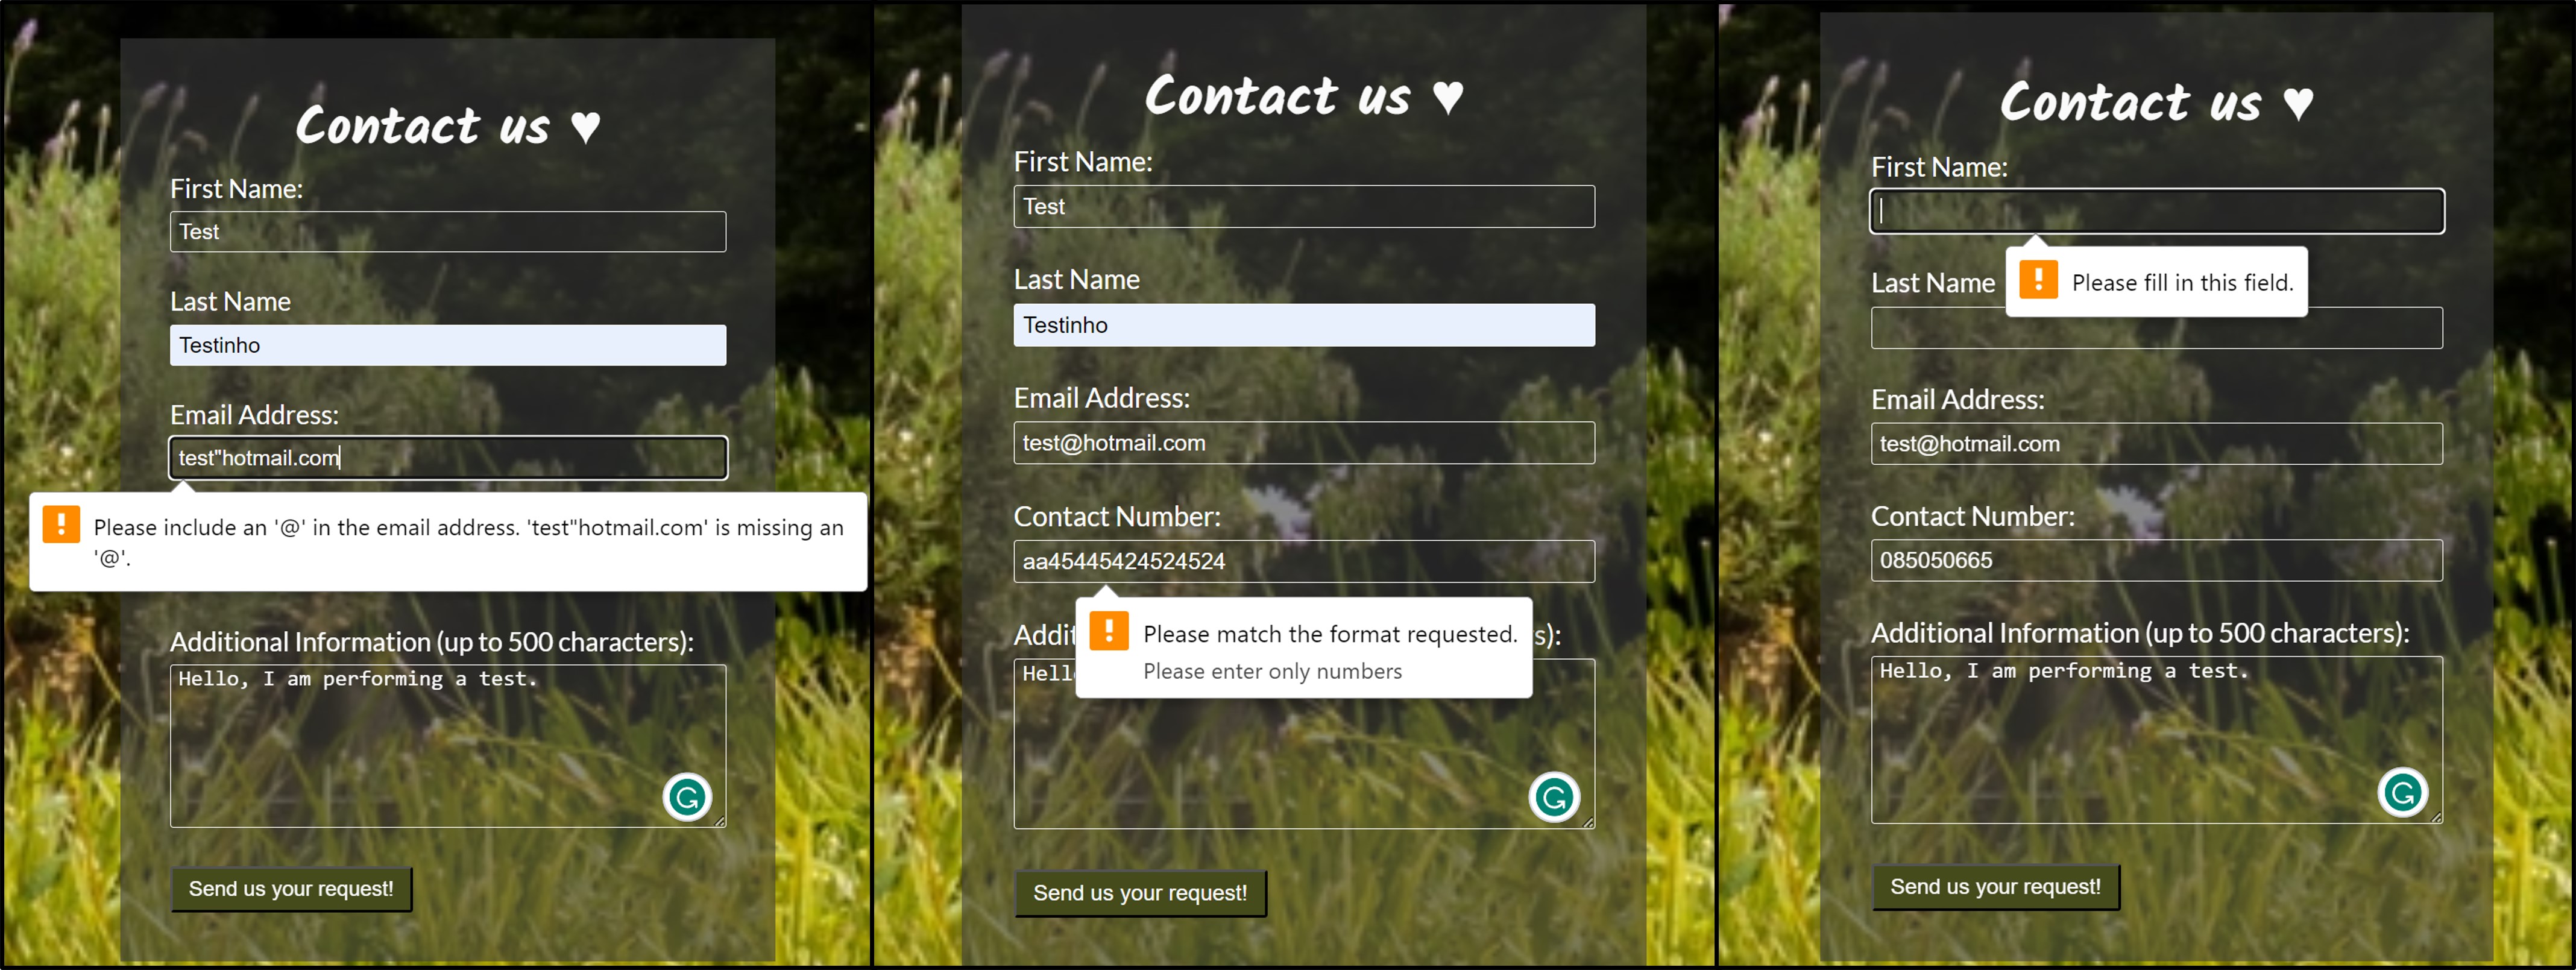 Contact us ♥
First Name:
Test
Last Name
Testinho
Email Address:
test"hotmail.com
Please include an '@' in the email address. 'test"hotmail.com' is missing an
'@'.
Additional Information (up to 500 characters):
Hello, I am performing a test.
Send us your request!
Contact us ♥
First Name:
Test
Last Name
Testinho
Email Address:
test@hotmail.com
Contact Number:
aa45445424524524
Please match the format requested.
Please enter only numbers
Addit s):
Hell
Send us your request!
Contact us ♥
First Name:
Please fill in this field.
Last Name
Email Address:
test@hotmail.com
Contact Number:
085050665
Additional Information (up to 500 characters):
Hello, I am performing a test.
Send us your request!